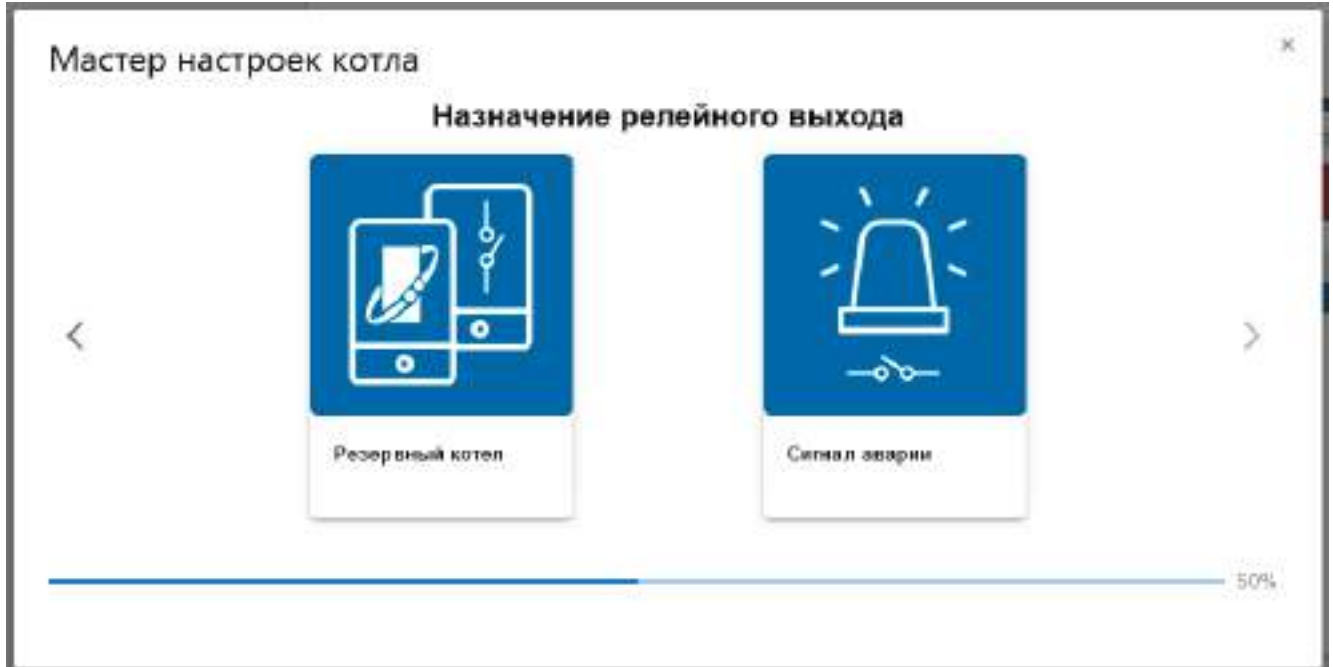 Мастер настроек котла
Назначение релейного выхода
Резервный котел
Сигнал аварии
50%